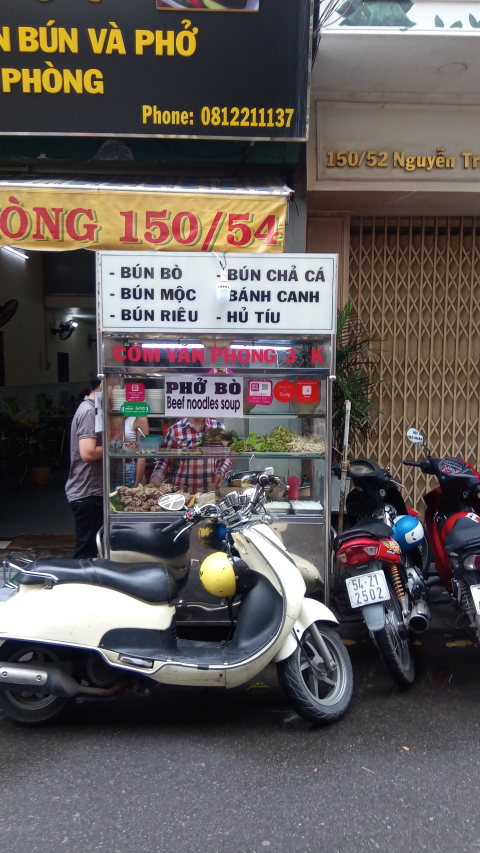 N BÚN VÀ PHỞ
PHÒNG
Phone: 0812211137
150/52 Nguyễn Tr
ÒNG 150/54
- BÚN BÒ - BÚN CHẢ CÁ
- BÚN MỘC - BÁNH CANH
- BÚN RIÊU - HỦ TÍU
CƠM VĂN PHÒNG 3 K
PHỞ BÒ
Beef noodles soup
54-Z1
2502